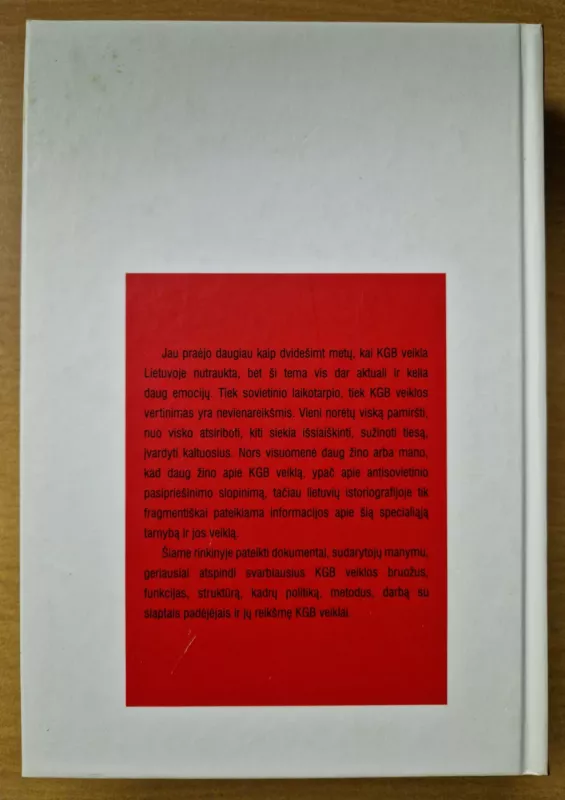 Jau praėjo daugiau kaip dvidešimt metų, kai KGB veikla
Lietuvoje nutraukta, bet ši tema vis dar aktuali ir kelia
daug emocijų. Tiek sovietinio laikotarpio, tiek KGB veiklos
vertinimas yra nevienareikšmis. Vieni norėtų viską pamiršti,
nuo visko atsiriboti, kiti siekia išsiaiškinti, sužinoti tiesą,
įvardyti kaltuosius. Nors visuomenė daug žino arba mano,
kad daug žino apie KGB veiklą, ypač apie antisovietinio
pasipriešinimo slopinimą, tačiau lietuvių istoriografijoje tik
fragmentiškai pateikiama informacijos apie šią specialiąją
tarnybą ir jos veiklą.
Šiame rinkinyje pateikti dokumentai, sudarytojų manymu,
geriausiai atspindi svarbiausius KGB veiklos bruožus,
funkcijas, struktūrą, kadrų politiką, metodus, darbą su
slaptais padėjėjais ir jų reikšmę KGB veiklai.